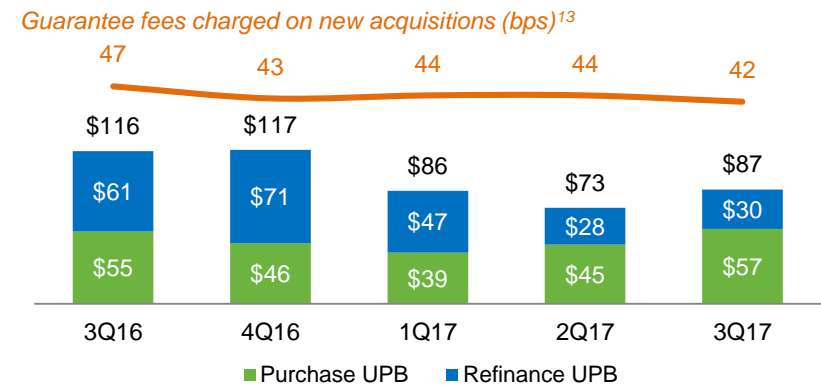 Guarantee fees charged on new acquisitions (bps)13
47 43 44 44 42
$116 $117 $86 $73 $87
$61 $71 $47 $28 $30
$55 $46 $39 $45 $57
3Q16 4Q16 1Q17 2Q17 3Q17
Purchase UPB Refinance UPB